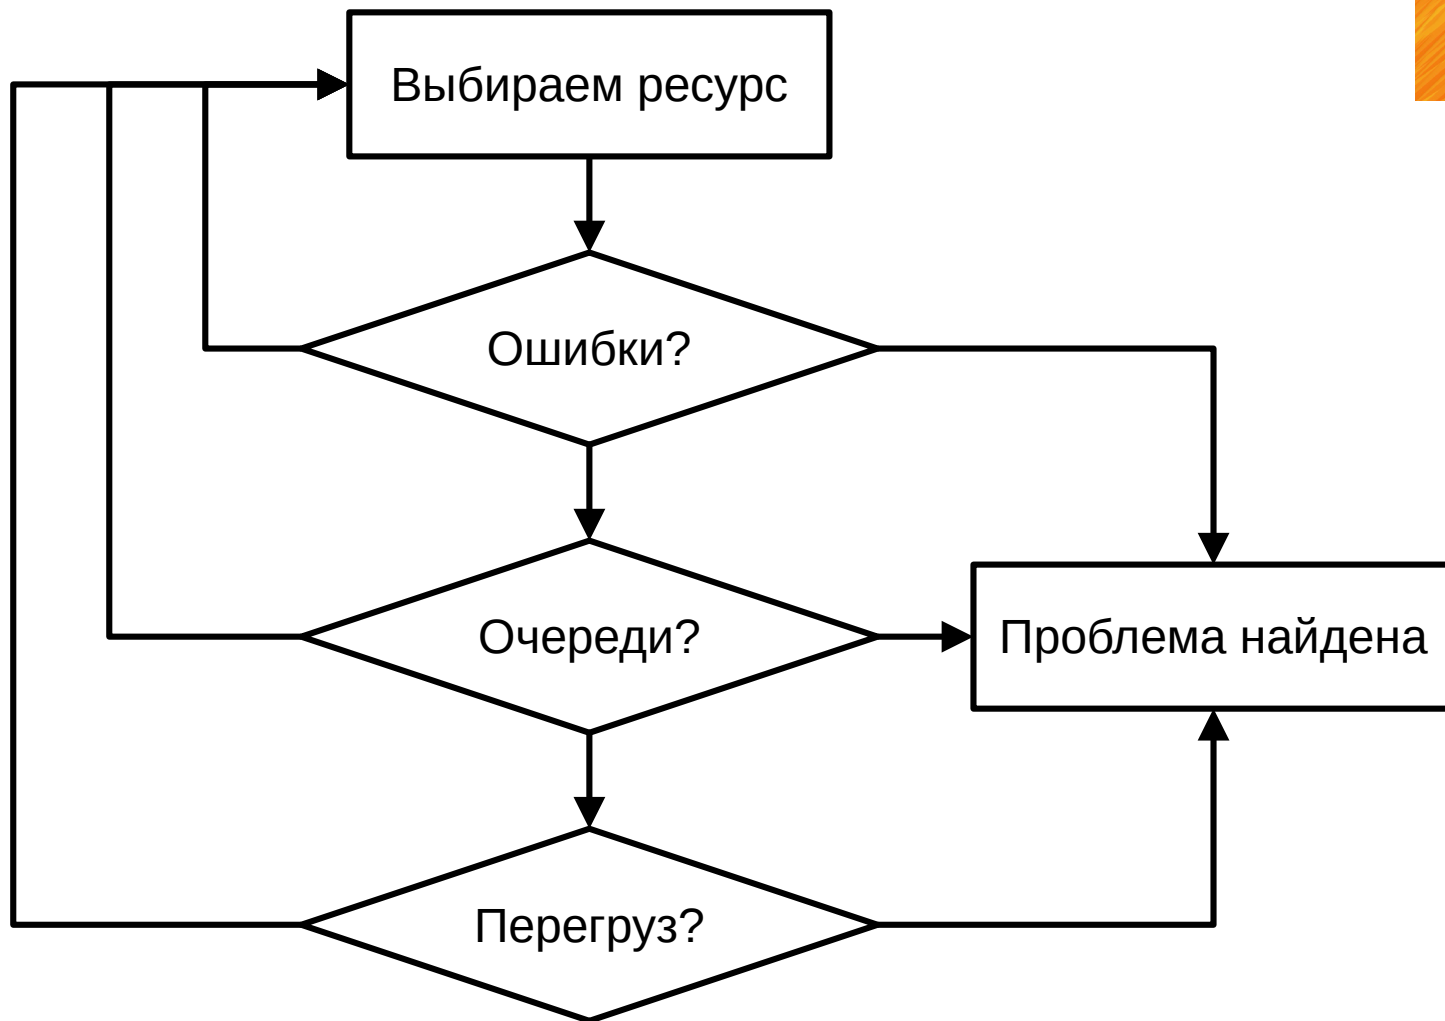 Выбираем ресурс
Ошибки?
Очереди?
Проблема найдена
Перегруз?